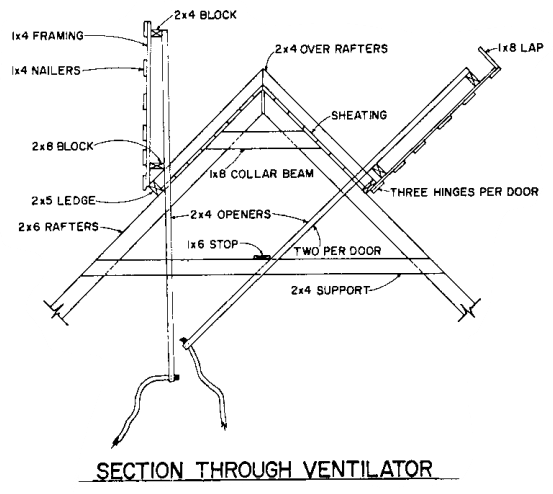 2x4 BLOCK
1x4 FRAMING
2x4 OVER RAFTERS
1x8 LAP
1x4 NAILERS
SHEATING
2x8 BLOCK
1x8 COLLAR BEAM
THREE HINGES PER DOOR
2x5 LEDGE
2x4 OPENERS
2x6 RAFTERS
1x6 STOP
TWO PER DOOR
2x4 SUPPORT
SECTION THROUGH VENTILATOR